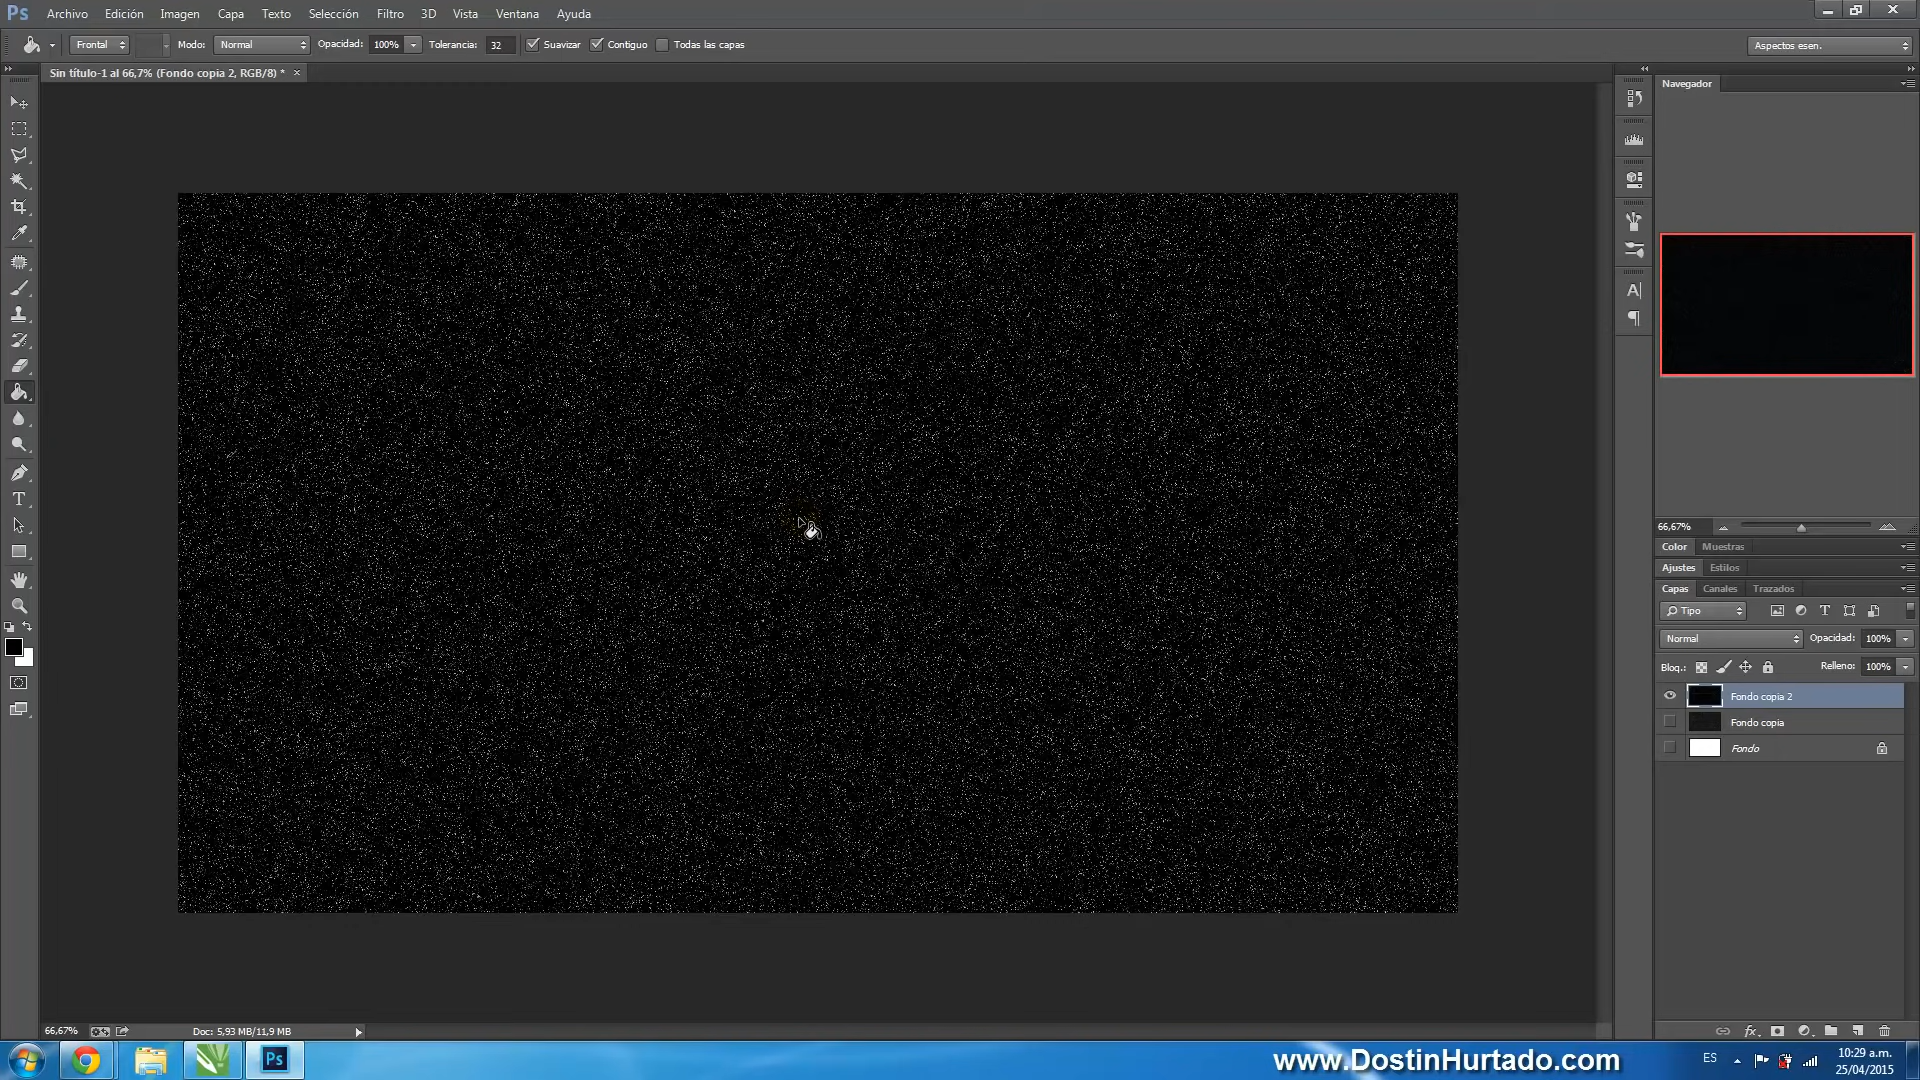 Ps Archivo Edición Imagen Capa Texto Selección Filtro 3D Vista Ventana Ayuda
Frontal Modo: Normal Opacidad: 100% Tolerancia: 32 Suavizar Contiguo Todas las capas Aspectos esen.
Sin título-1 al 66,7% (Fondo copia 2, RGB/8) * ×
Navegador
66,67%
Color Muestras
Ajustes Estilos
Capas Canales Trazados
Tipo
Normal Opacidad: 100%
Bloq.: Relleno: 100%
Fondo copia 2
Fondo copia
Fondo
66,67% Doc: 5,93 MB/11,9 MB
Ps www.DostinHurtado.com ES 10:29 a.m.
25/04/2015